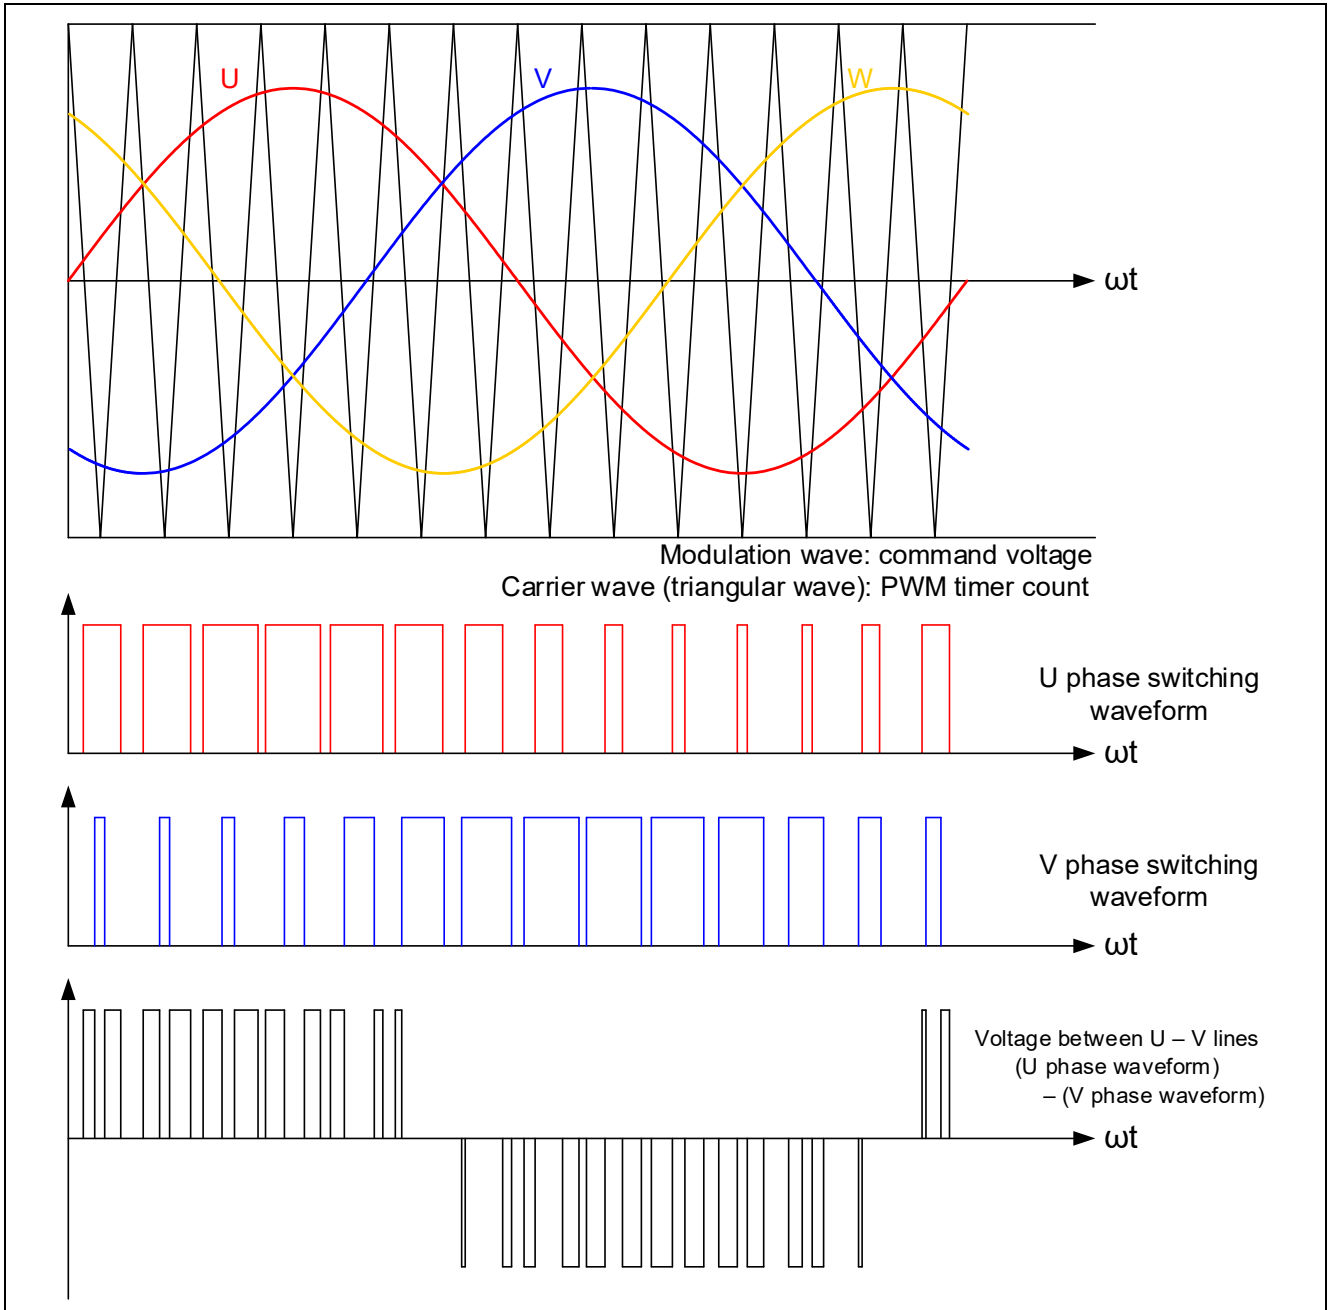 U
V
W
ωt
Modulation wave: command voltage
Carrier wave (triangular wave): PWM timer count
U phase switching
waveform
ωt
V phase switching
waveform
ωt
Voltage between U – V lines
(U phase waveform)
– (V phase waveform)
ωt